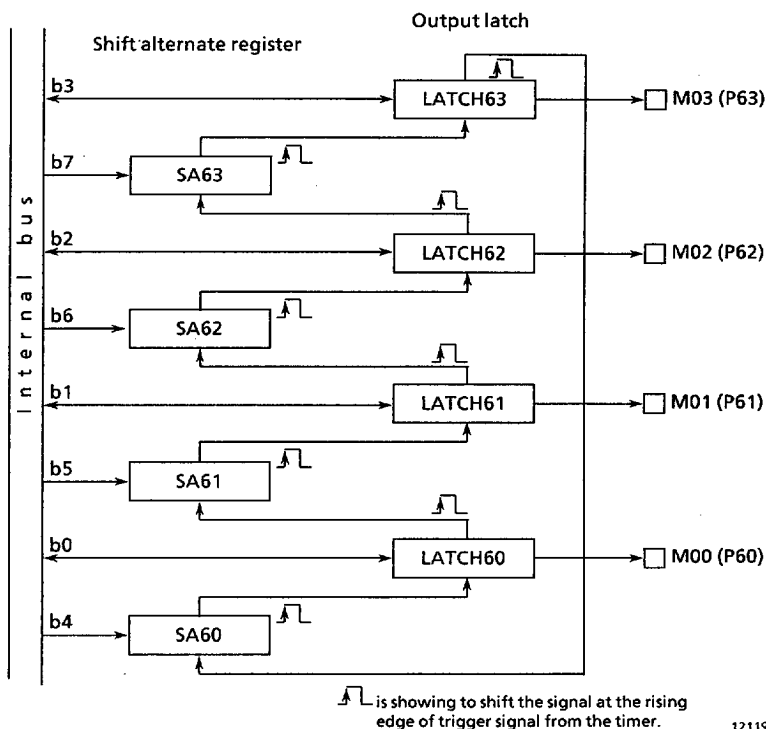 Output latch
Shift alternate register
b3
LATCH63
M03 (P63)
b7
SA63
b2
LATCH62
M02 (P62)
b6
SA62
Internal bus
b1
LATCH61
M01 (P61)
b5
SA61
b0
LATCH60
M00 (P60)
b4
SA60
is showing to shift the signal at the rising
edge of trigger signal from the timer.
12119